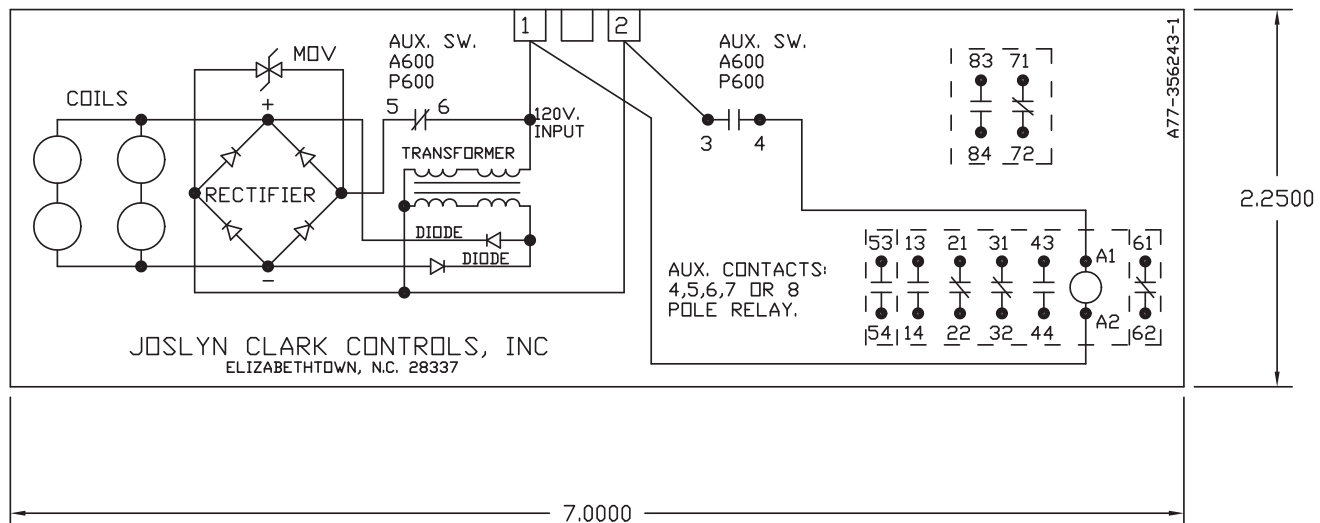 1
2
A77-356243-1
MOV
AUX. SW.
A600
P600
AUX. SW.
A600
P600
83 71
84 72
COILS
+
5 6
120V.
INPUT
3 4
TRANSFORMER
RECTIFIER
2.2500
DIODE
DIODE
-
53 13 21 31 43 A1 61
54 14 22 32 44 A2 62
AUX. CONTACTS:
4,5,6,7 OR 8
POLE RELAY.
JOSLYN CLARK CONTROLS, INC
ELIZABETHTOWN, N.C. 28337
7.0000